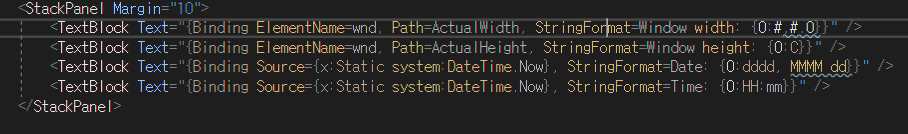 <StackPanel Margin="10">
<TextBlock Text="{Binding ElementName=wnd, Path=ActualWidth, StringFormat=Window width: {0:#,#.0}}" />
<TextBlock Text="{Binding ElementName=wnd, Path=ActualHeight, StringFormat=Window height: {0:C}}" />
<TextBlock Text="{Binding Source={x:Static system:DateTime.Now}, StringFormat=Date: {0:dddd, MMMM dd}}" />
<TextBlock Text="{Binding Source={x:Static system:DateTime.Now}, StringFormat=Time: {0:HH:mm}}" />
</StackPanel>